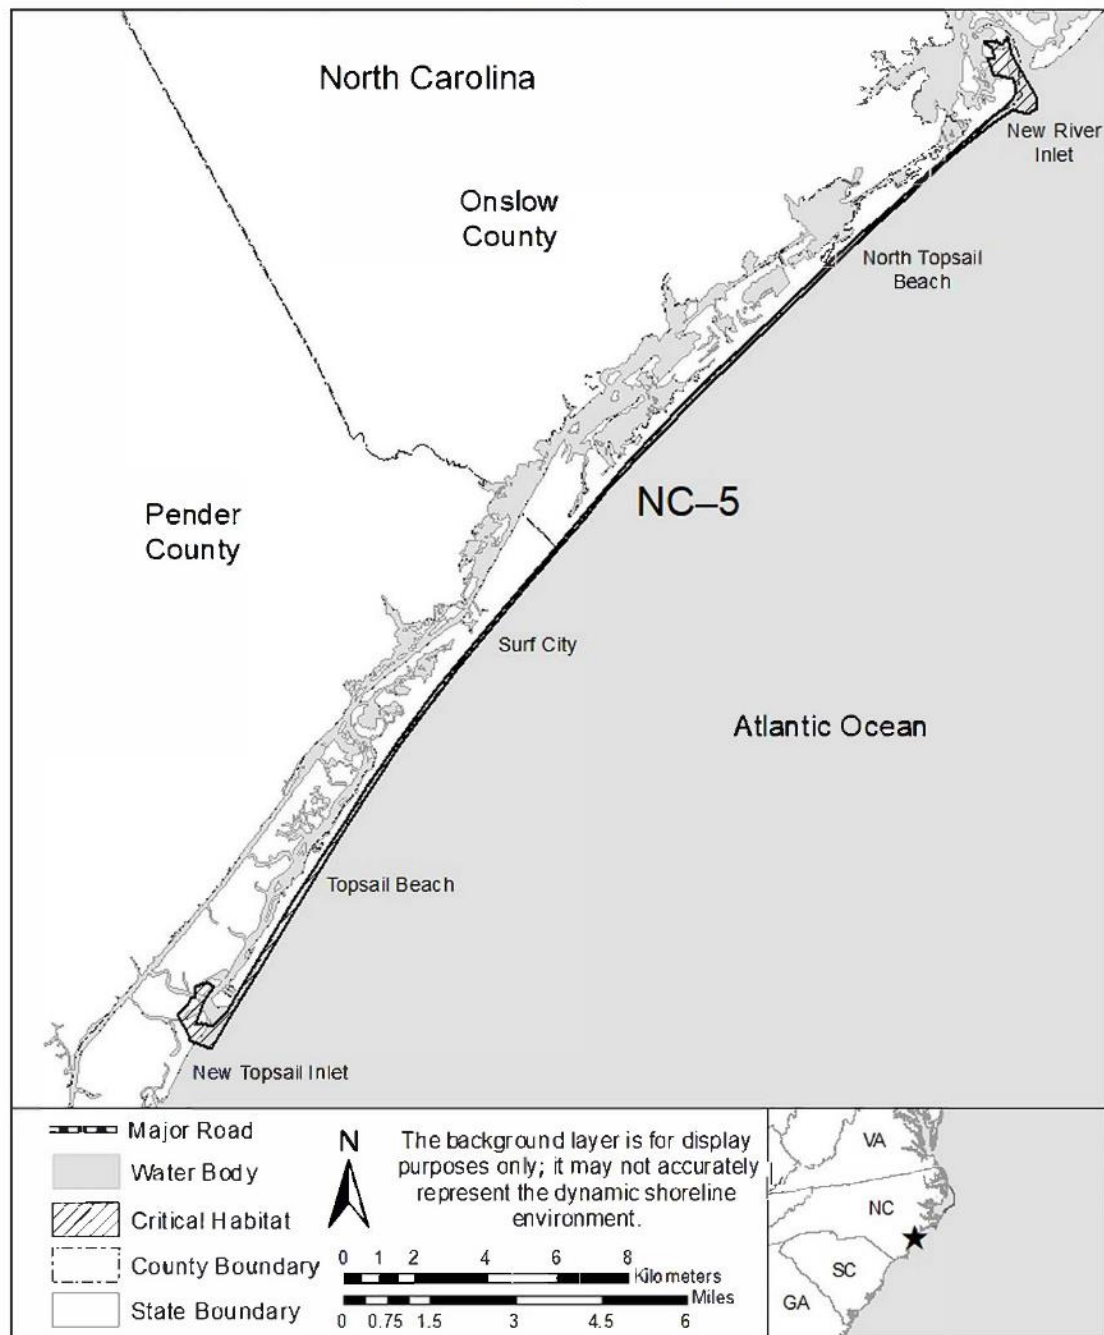 North Carolina
New River
Inlet
Onslow
County
North Topsail
Beach
NC–5
Pender
County
Surf City
Atlantic Ocean
Topsail Beach
New Topsail Inlet
Major Road
Water Body
Critical Habitat
County Boundary
State Boundary
N
The background layer is for display
purposes only; it may not accurately
represent the dynamic shoreline
environment.
0 1 2 4 6 8
Kilometers
Miles
0 0.75 1.5 3 4.5 6
VA
NC
SC
GA